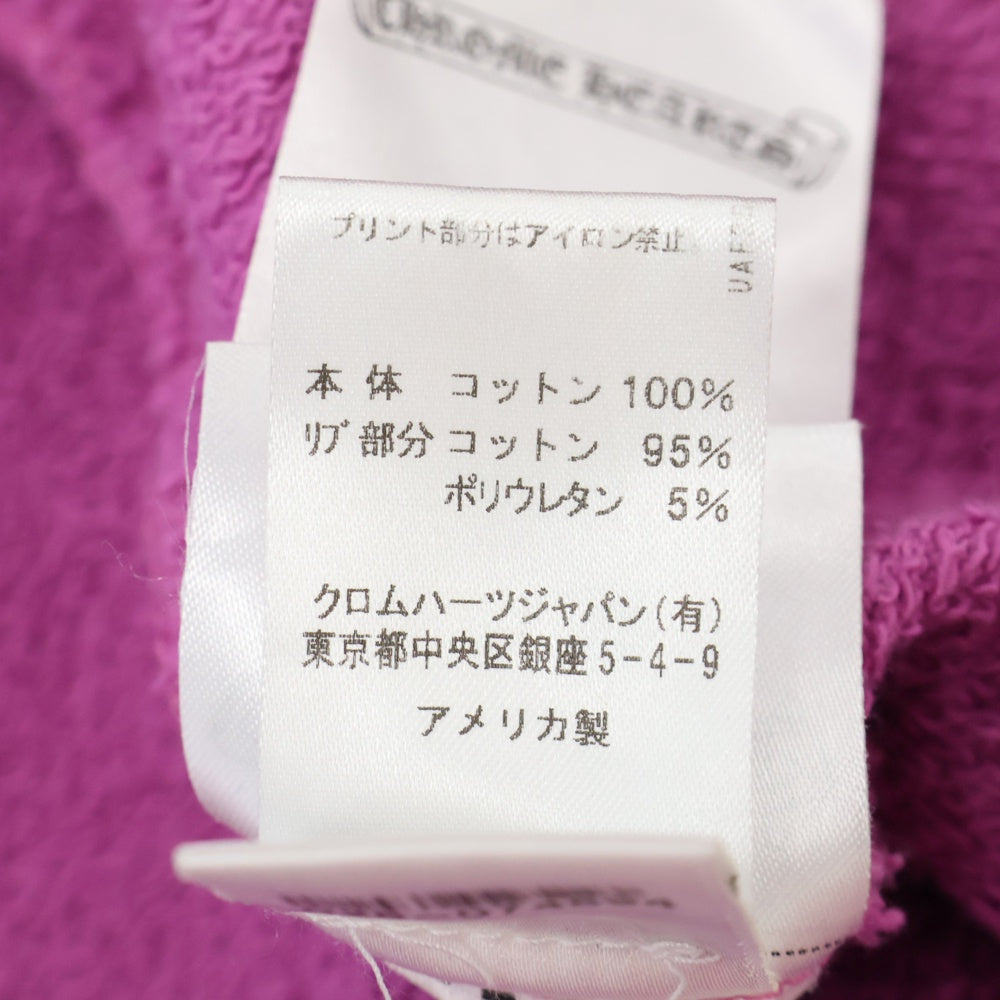 Chrome Hearts
プリント部分はアイロン禁止
本 体 コットン 100%
リブ部分 コットン 95%
ポリウレタン 5%
クロムハーツジャパン(有)
東京都中央区銀座5-4-9
アメリカ製